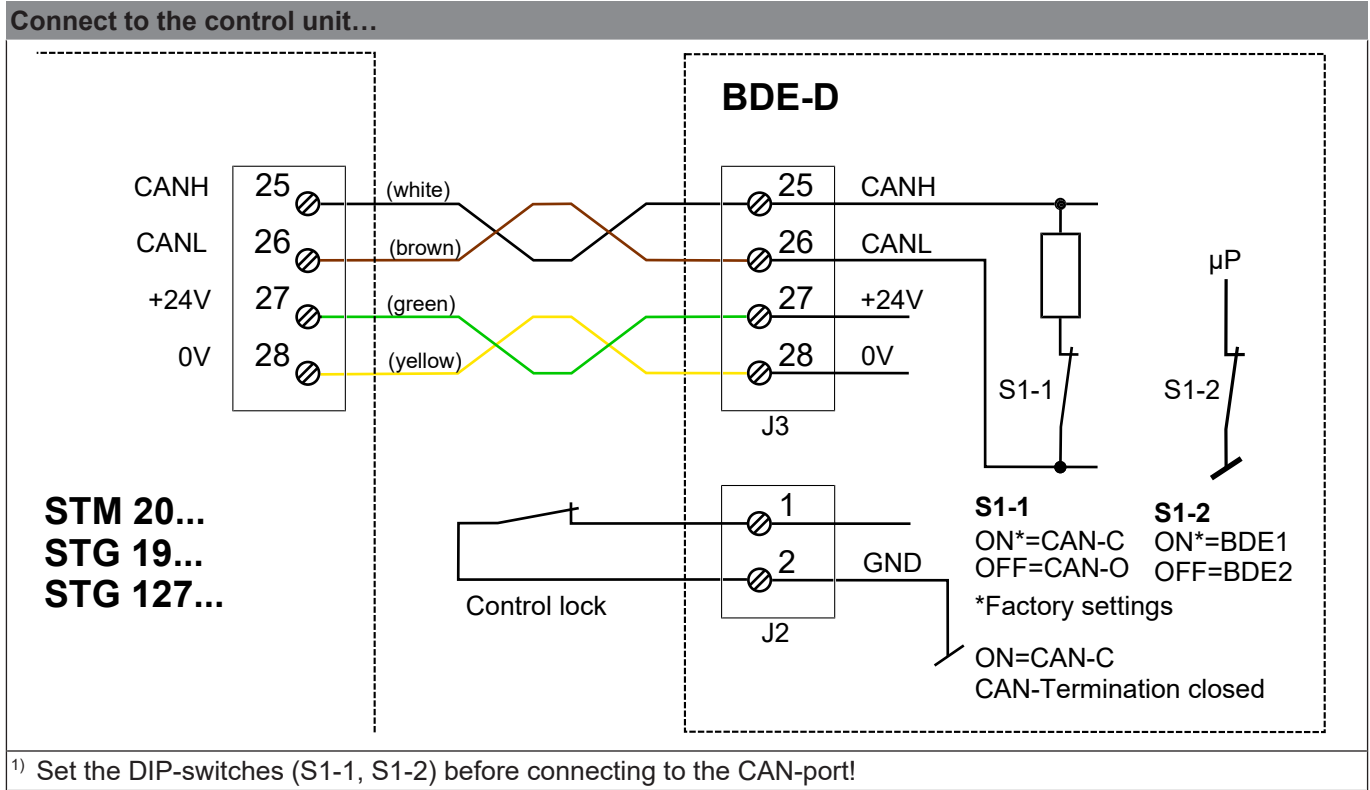 Connect to the control unit…
BDE-D
CANH 25 (white) 25 CANH
CANL 26 (brown) 26 CANL
+24V 27 (green) 27 +24V
0V 28 (yellow) 28 0V
J3
µP
S1-1
S1-2
STM 20...
STG 19...
STG 127...
Control lock
1
2 GND
J2
S1-1
ON*=CAN-C
OFF=CAN-O
*Factory settings
S1-2
ON*=BDE1
OFF=BDE2
ON=CAN-C
CAN-Termination closed
1) Set the DIP-switches (S1-1, S1-2) before connecting to the CAN-port!